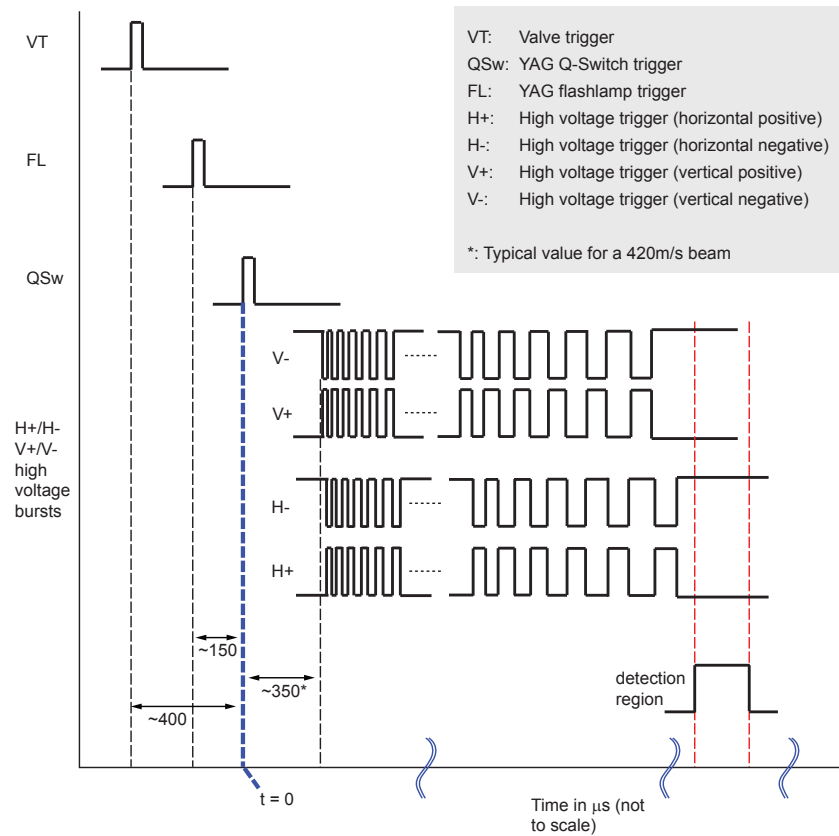 VT
FL
QSw
VT: Valve trigger
QSw: YAG Q-Switch trigger
FL: YAG flashlamp trigger
H+: High voltage trigger (horizontal positive)
H-: High voltage trigger (horizontal negative)
V+: High voltage trigger (vertical positive)
V-: High voltage trigger (vertical negative)
*: Typical value for a 420m/s beam
V-
V+
H+/H-
V+/V-
high
voltage
bursts
H-
H+
~150
~350*
~400
detection
region
t = 0
Time in μs (not
to scale)